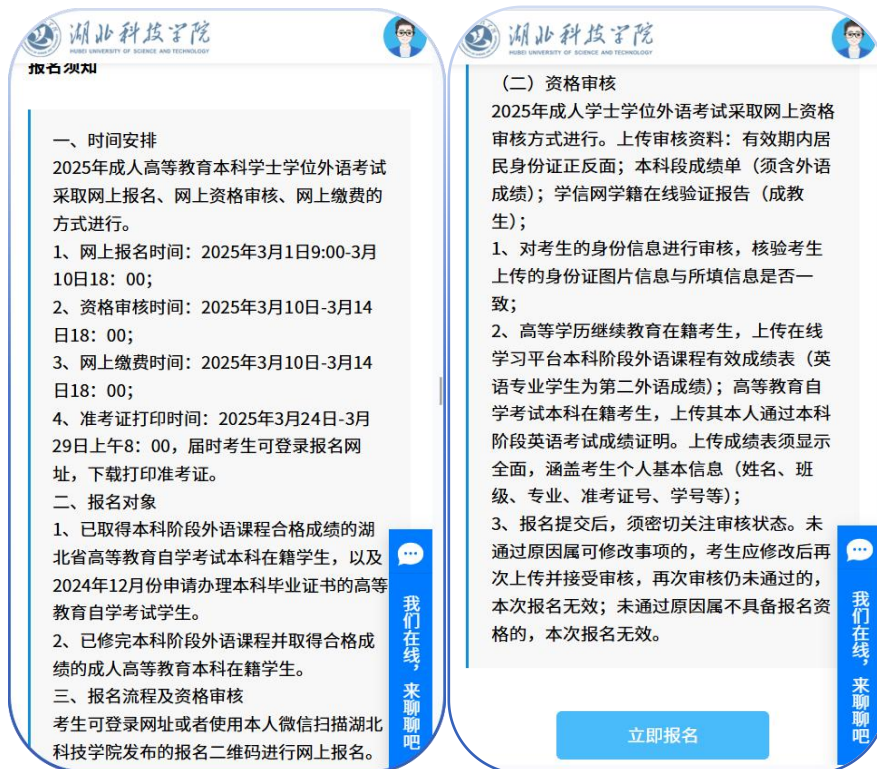 湖北科技学院
HUBEI UNIVERSITY OF SCIENCE AND TECHNOLOGY
报名须知
一、时间安排
2025年成人高等教育本科学士学位外语考试
采取网上报名、网上资格审核、网上缴费的
方式进行。
1、网上报名时间：2025年3月1日9:00-3月
10日18：00；
2、资格审核时间：2025年3月10日-3月14
日18：00；
3、网上缴费时间：2025年3月10日-3月14
日18：00；
4、准考证打印时间：2025年3月24日-3月
29日上午8：00，届时考生可登录报名网
址，下载打印准考证。
二、报名对象
1、已取得本科阶段外语课程合格成绩的湖
北省高等教育自学考试本科在籍学生，以及
2024年12月份申请办理本科毕业证书的高等
教育自学考试学生。
2、已修完本科阶段外语课程并取得合格成
绩的成人高等教育本科在籍学生。
三、报名流程及资格审核
考生可登录网址或者使用本人微信扫描湖北
科技学院发布的报名二维码进行网上报名。
我们在线，来聊聊吧
湖北科技学院
HUBEI UNIVERSITY OF SCIENCE AND TECHNOLOGY
（二）资格审核
2025年成人学士学位外语考试采取网上资格
审核方式进行。上传审核资料：有效期内居
民身份证正反面；本科段成绩单（须含外语
成绩）；学信网学籍在线验证报告（成教
生）；
1、对考生的身份信息进行审核，核验考生
上传的身份证图片信息与所填信息是否一
致；
2、高等学历继续教育在籍考生，上传在线
学习平台本科阶段外语课程有效成绩表（英
语专业学生为第二外语成绩）；高等教育自
学考试本科在籍考生，上传其本人通过本科
阶段英语考试成绩证明。上传成绩表须显示
全面，涵盖考生个人基本信息（姓名、班
级、专业、准考证号、学号等）；
3、报名提交后，须密切关注审核状态。未
通过原因属可修改事项的，考生应修改后再
次上传并接受审核，再次审核仍未通过的，
本次报名无效；未通过原因属不具备报名资
格的，本次报名无效。
我们在线，来聊聊吧
立即报名